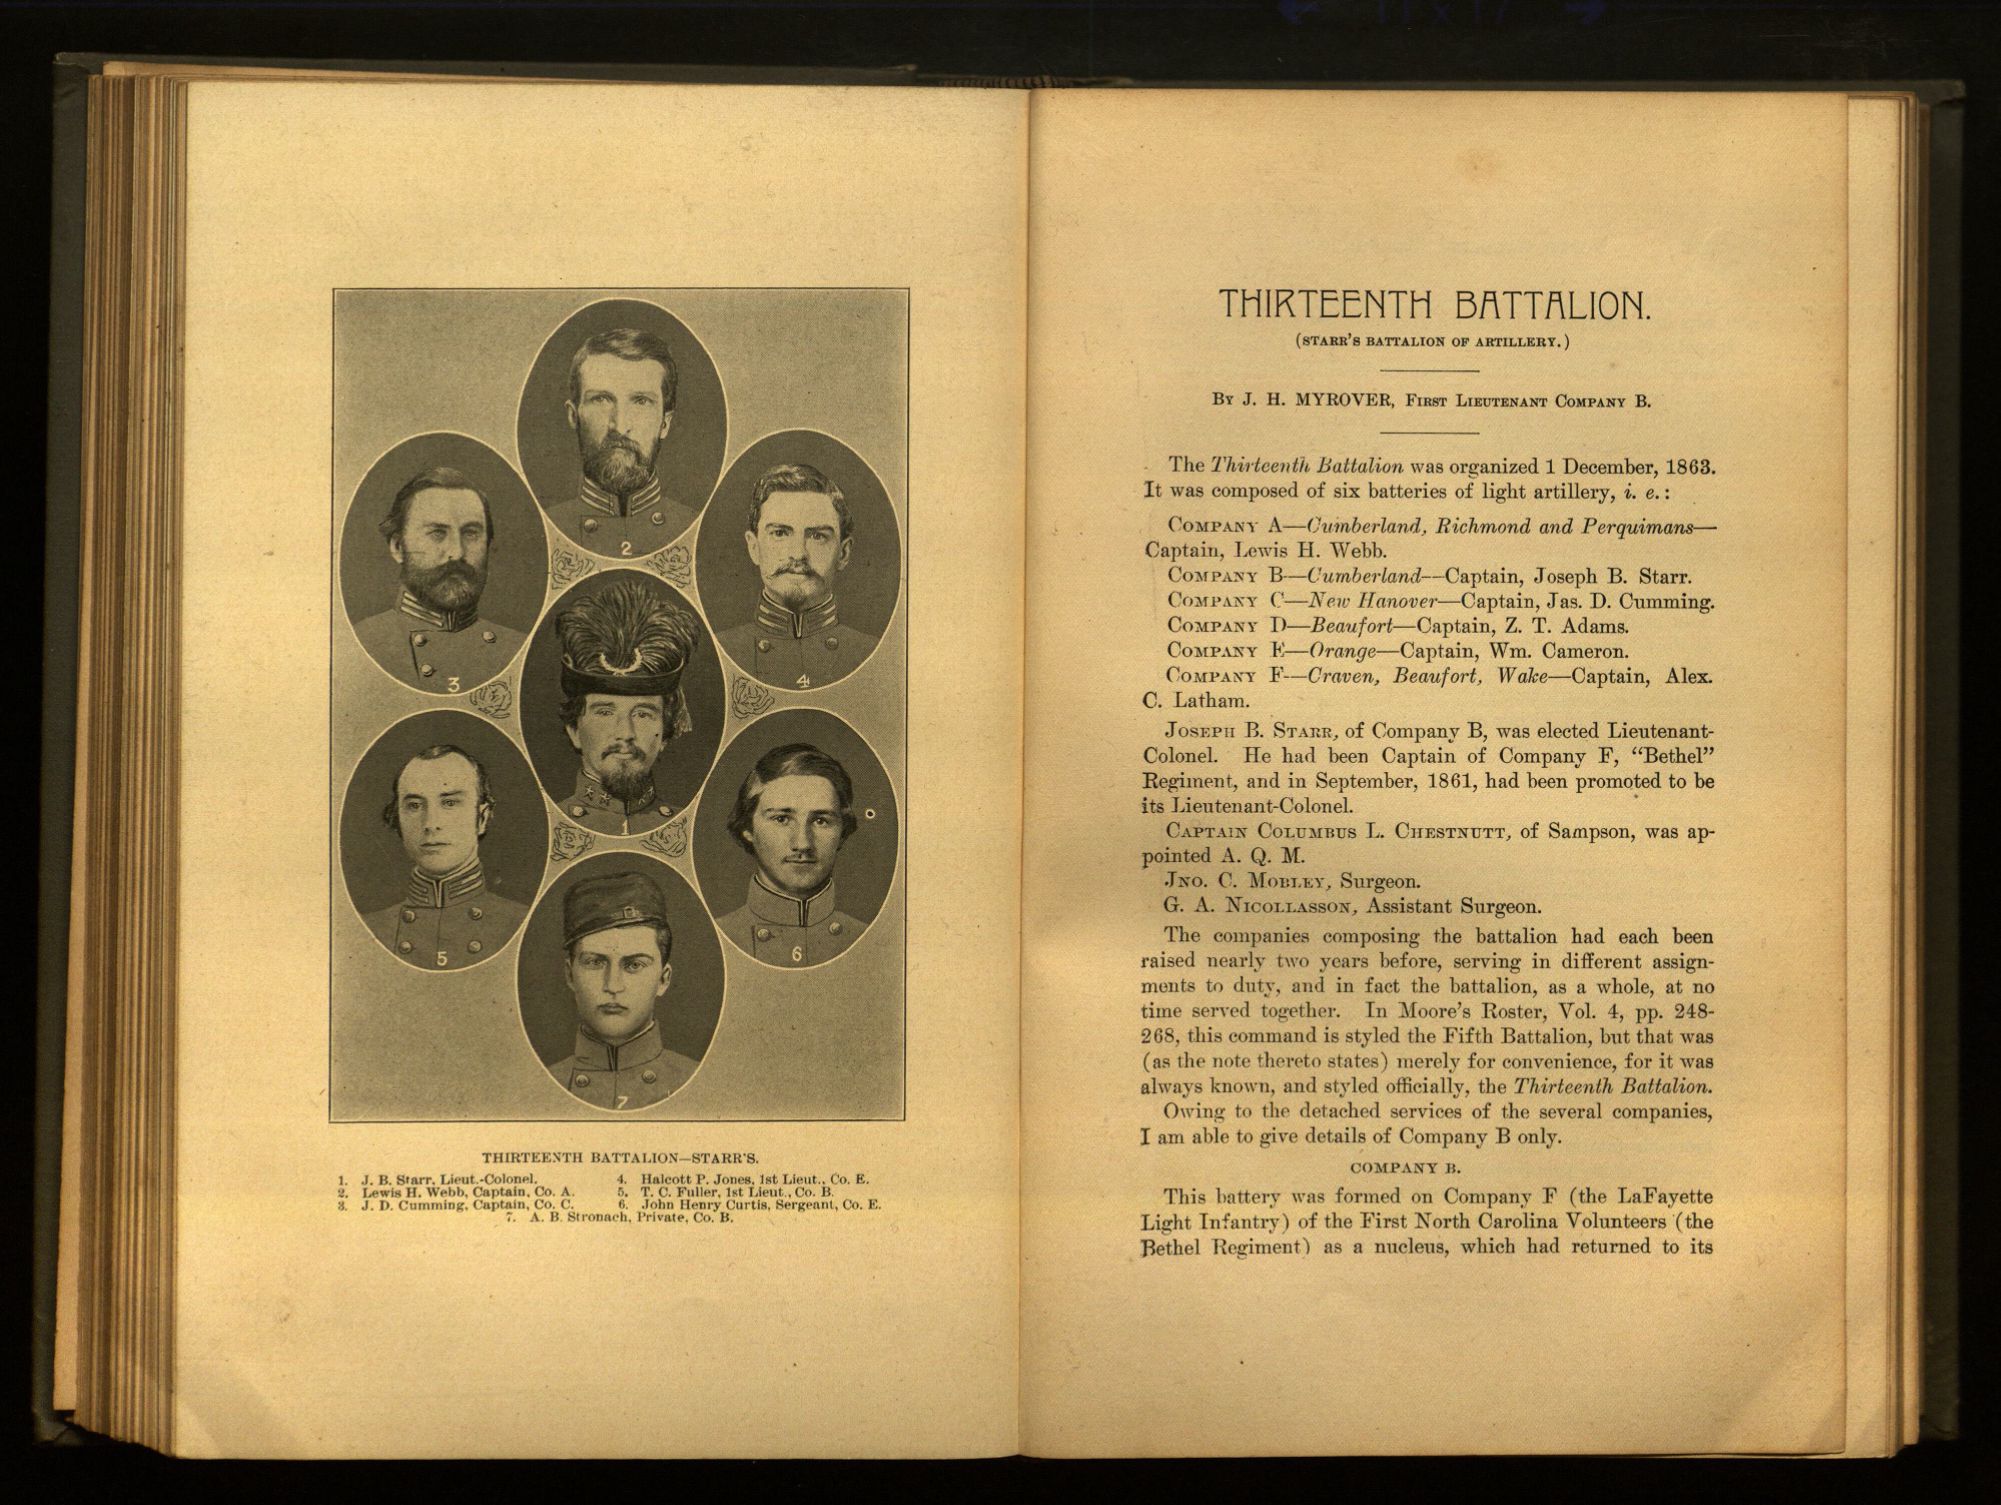 2
3
4
1
5
6
7
THIRTEENTH BATTALION—STARR'S.
1. J. B. Starr, Lieut.-Colonel. 4. Halcott P. Jones, 1st Lieut., Co. E.
2. Lewis H. Webb, Captain, Co. A. 5. T. C. Fuller, 1st Lieut., Co. B.
3. J. D. Cumming, Captain, Co. C. 6. John Henry Curtis, Sergeant, Co. E.
7. A. B. Stronach, Private, Co. B.
THIRTEENTH BATTALION.
(STARR'S BATTALION OF ARTILLERY.)
By J. H. MYROVER, First Lieutenant Company B.
The Thirteenth Battalion was organized 1 December, 1863.
It was composed of six batteries of light artillery, i. e.:
Company A—Cumberland, Richmond and Perquimans—
Captain, Lewis H. Webb.
Company B—Cumberland—Captain, Joseph B. Starr.
Company C—New Hanover—Captain, Jas. D. Cumming.
Company D—Beaufort—Captain, Z. T. Adams.
Company E—Orange—Captain, Wm. Cameron.
Company F—Craven, Beaufort, Wake—Captain, Alex.
C. Latham.
Joseph B. Starr, of Company B, was elected Lieutenant-
Colonel. He had been Captain of Company F, “Bethel”
Regiment, and in September, 1861, had been promoted to be
its Lieutenant-Colonel.
Captain Columbus L. Chestnutt, of Sampson, was ap-
pointed A. Q. M.
Jno. C. Mobley, Surgeon.
G. A. Nicollasson, Assistant Surgeon.
The companies composing the battalion had each been
raised nearly two years before, serving in different assign-
ments to duty, and in fact the battalion, as a whole, at no
time served together. In Moore's Roster, Vol. 4, pp. 248-
268, this command is styled the Fifth Battalion, but that was
(as the note thereto states) merely for convenience, for it was
always known, and styled officially, the Thirteenth Battalion.
Owing to the detached services of the several companies,
I am able to give details of Company B only.
COMPANY B.
This battery was formed on Company F (the LaFayette
Light Infantry) of the First North Carolina Volunteers (the
Bethel Regiment) as a nucleus, which had returned to its